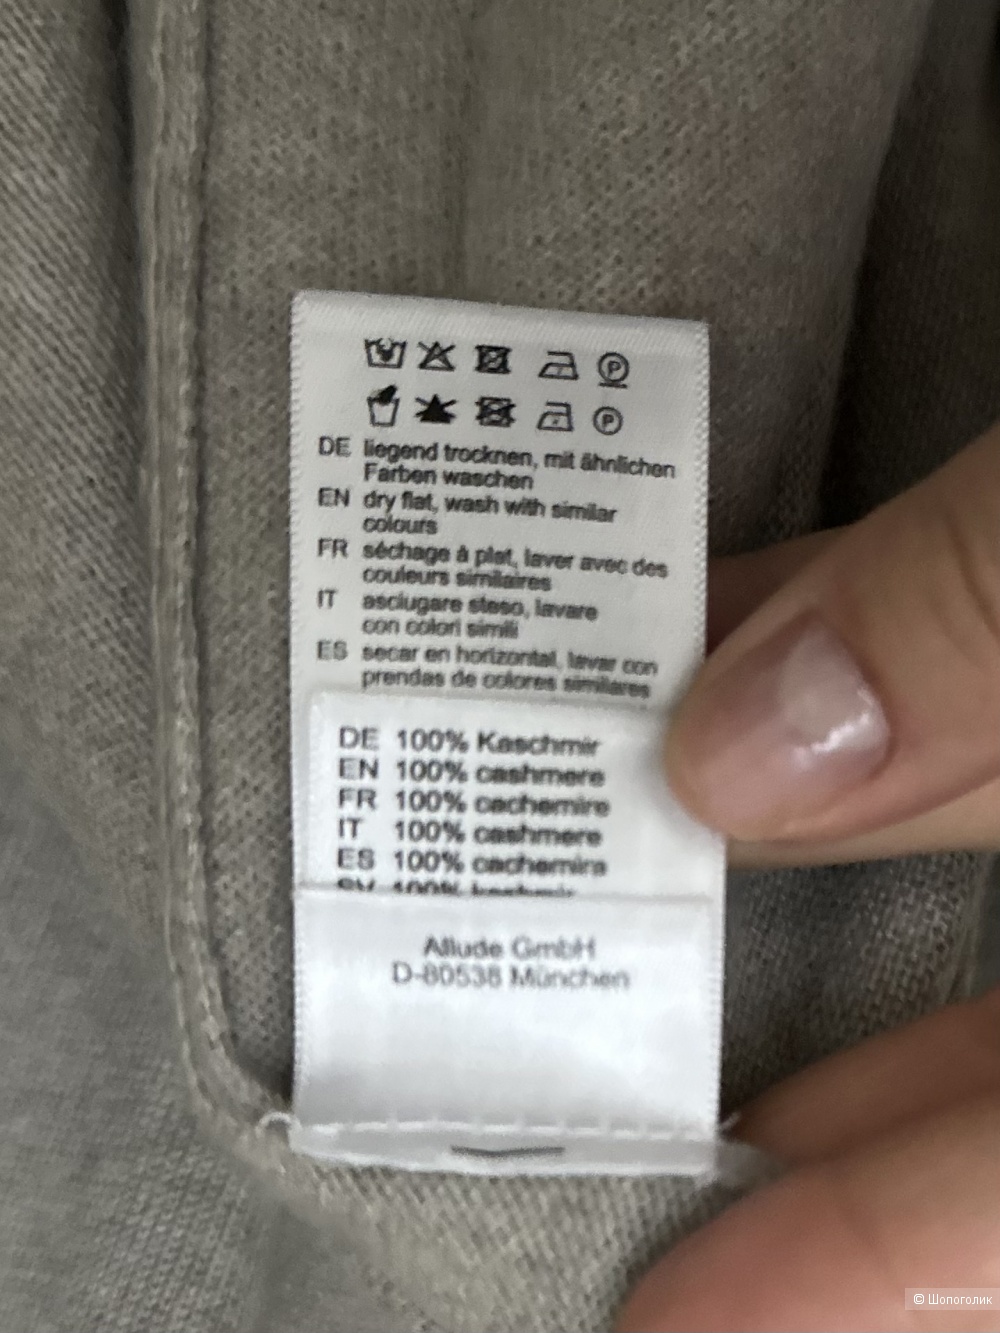 P
P
DE liegend trocknen, mit ähnlichen
Farben waschen
EN dry flat, wash with similar
colours
FR séchage à plat, laver avec des
couleurs similaires
IT asciugare steso, lavare
con colori simili
ES secar en horizontal, lavar con
prendas de colores similares
DE 100% Kaschmir
EN 100% cashmere
FR 100% cachemire
IT 100% cashmere
ES 100% cachemira
SV 100% kashmir
Allude GmbH
D-80538 München
© Шопоголик